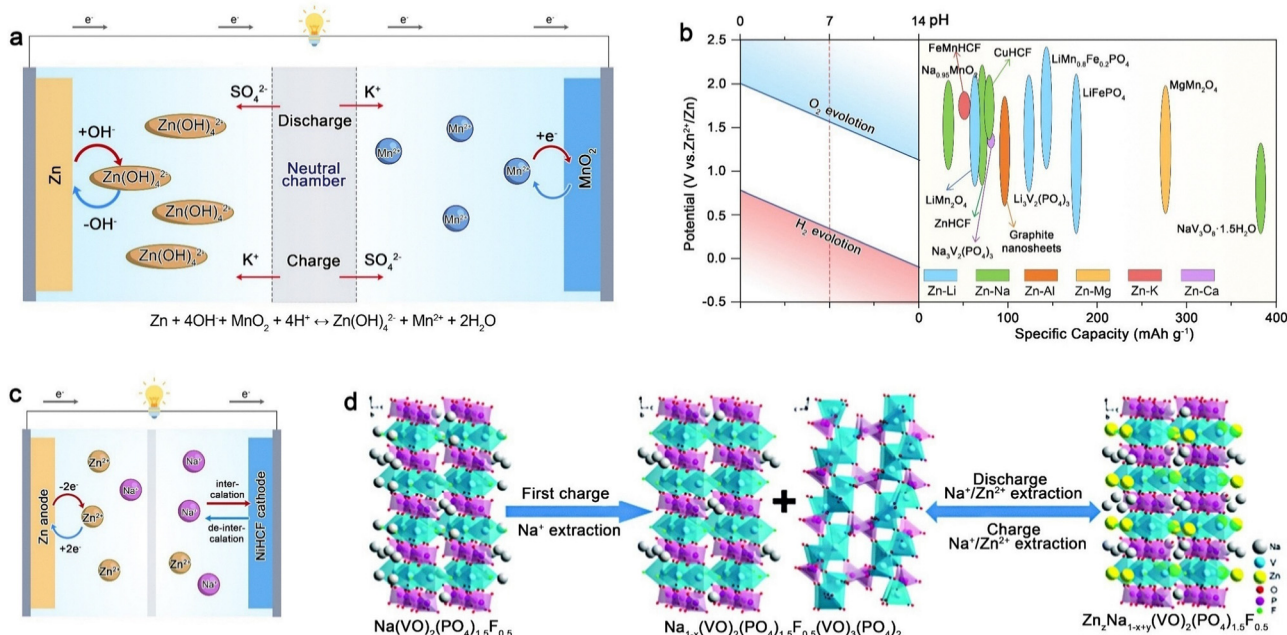 a
e⁻
e⁻
e⁻
e⁻
Zn
+OH⁻
-OH⁻
Zn(OH)₄²⁻
Zn(OH)₄²⁻
Zn(OH)₄²⁻
Zn(OH)₄²⁻
SO₄²⁻
K⁺
Discharge
Neutral
chamber
Charge
K⁺
SO₄²⁻
Mn²⁺
Mn²⁺
Mn²⁺
Mn²⁺
+e⁻
MnO₂
Zn + 4OH⁻+ MnO₂ + 4H⁺ ↔ Zn(OH)₄²⁻ + Mn²⁺ + 2H₂O
b
0 7 14 pH
Potential (V vs.Zn²⁺/Zn)
2.5
2.0
1.5
1.0
0.5
0.0
-0.5
O₂ evolotion
H₂ evolotion
FeMnHCF
CuHCF
Na₀.₉₅MnO₂
LiMn₀.₈Fe₀.₂PO₄
LiFePO₄
MgMn₂O₄
LiMn₂O₄
Li₃V₂(PO₄)₃
ZnHCF
Na₃V₂(PO₄)₃
Graphite
nanosheets
NaV₃O₈·1.5H₂O
Zn-Li Zn-Na Zn-Al Zn-Mg Zn-K Zn-Ca
0 100 200 300 400
Specific Capacity (mAh g⁻¹)
c
e⁻
e⁻
Zn anode
-2e⁻
+2e⁻
Zn²⁺
Zn²⁺
Zn²⁺
Zn²⁺
Na⁺
Na⁺
Na⁺
Na⁺
inter-
calation
de-inter-
calation
NiHCF cathode
d
First charge
Na⁺ extraction
+
Discharge
Na⁺/Zn²⁺ extraction
Charge
Na⁺/Zn²⁺ extraction
Na
V
Zn
O
P
F
Na(VO)₂(PO₄)₁.₅F₀.₅
Na₁₋ₓ(VO)₂(PO₄)₁.₅F₀.₅(VO)₃(PO₄)₂
Zn_zNa₁₋ₓ₊y(VO)₂(PO₄)₁.₅F₀.₅